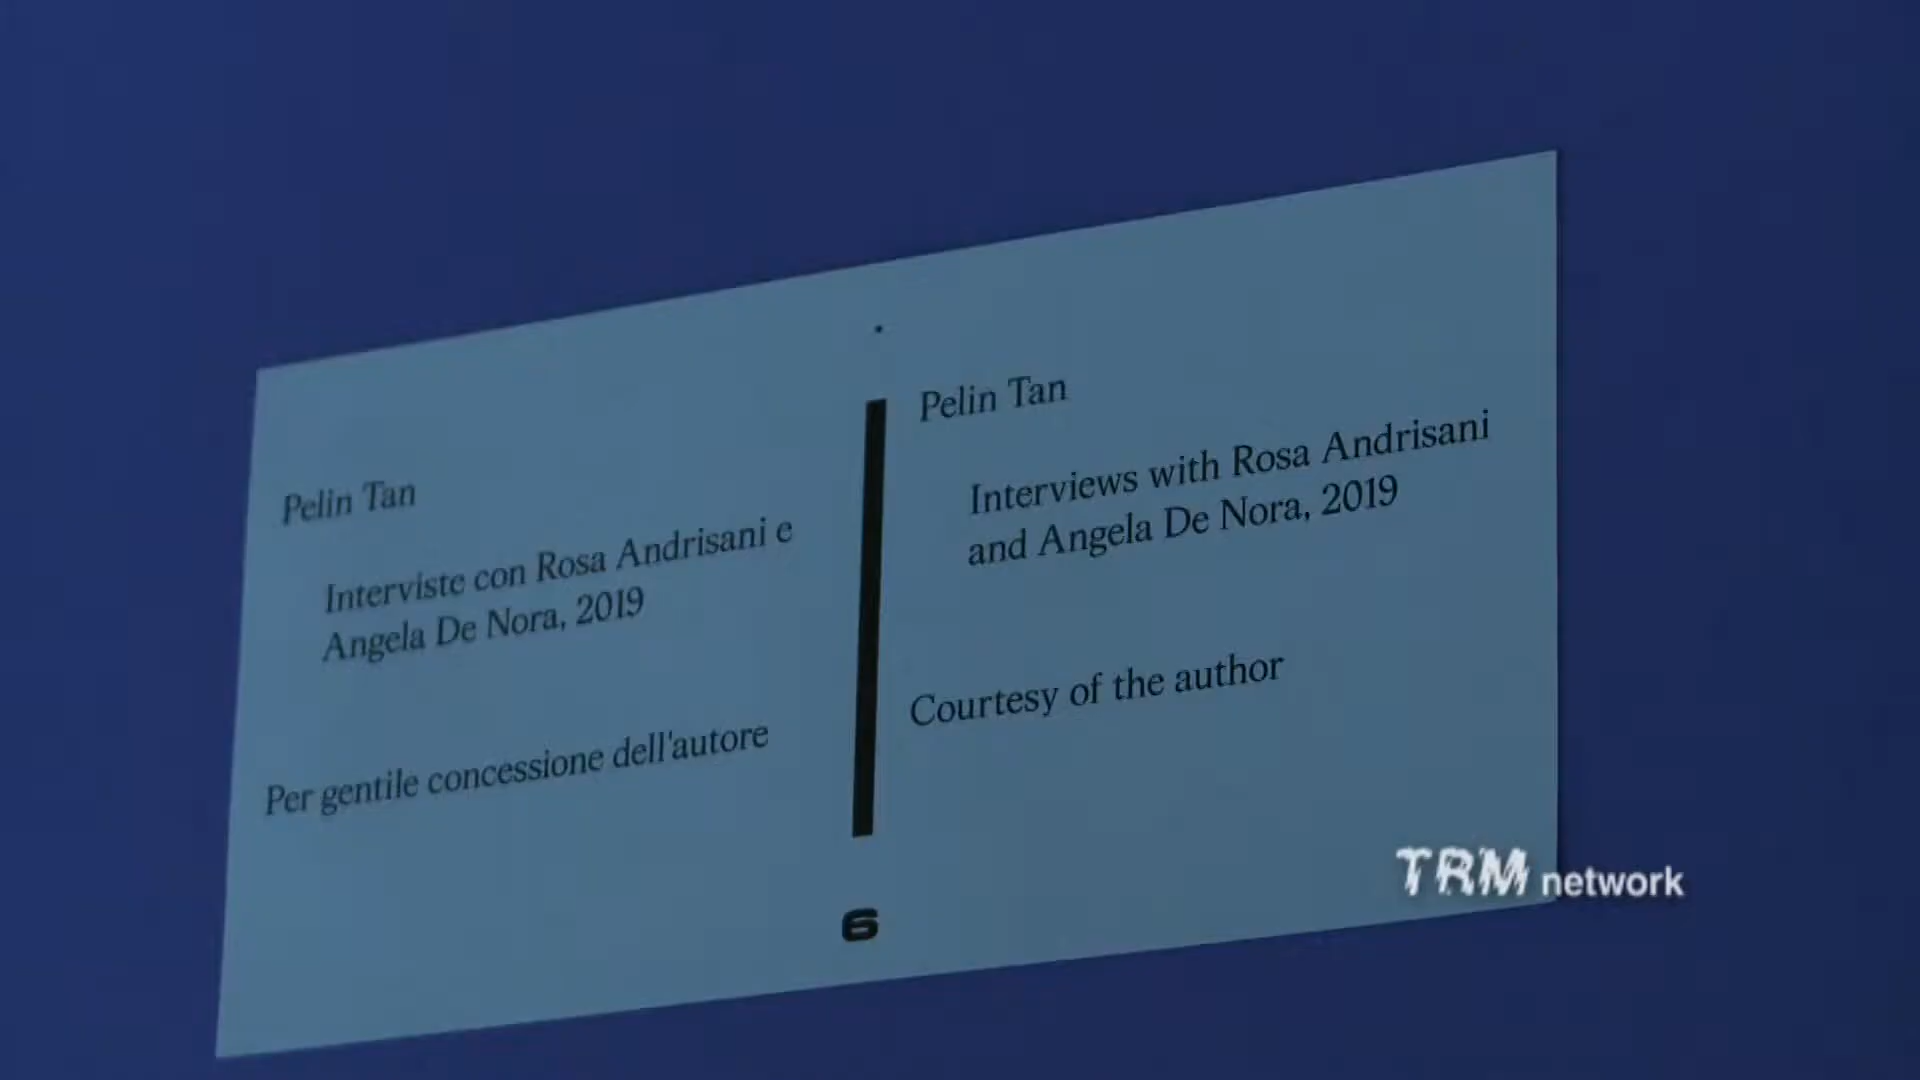 Pelin Tan
Interviste con Rosa Andrisani e
Angela De Nora, 2019
Per gentile concessione dell'autore
Pelin Tan
Interviews with Rosa Andrisani
and Angela De Nora, 2019
Courtesy of the author
6
TRM network